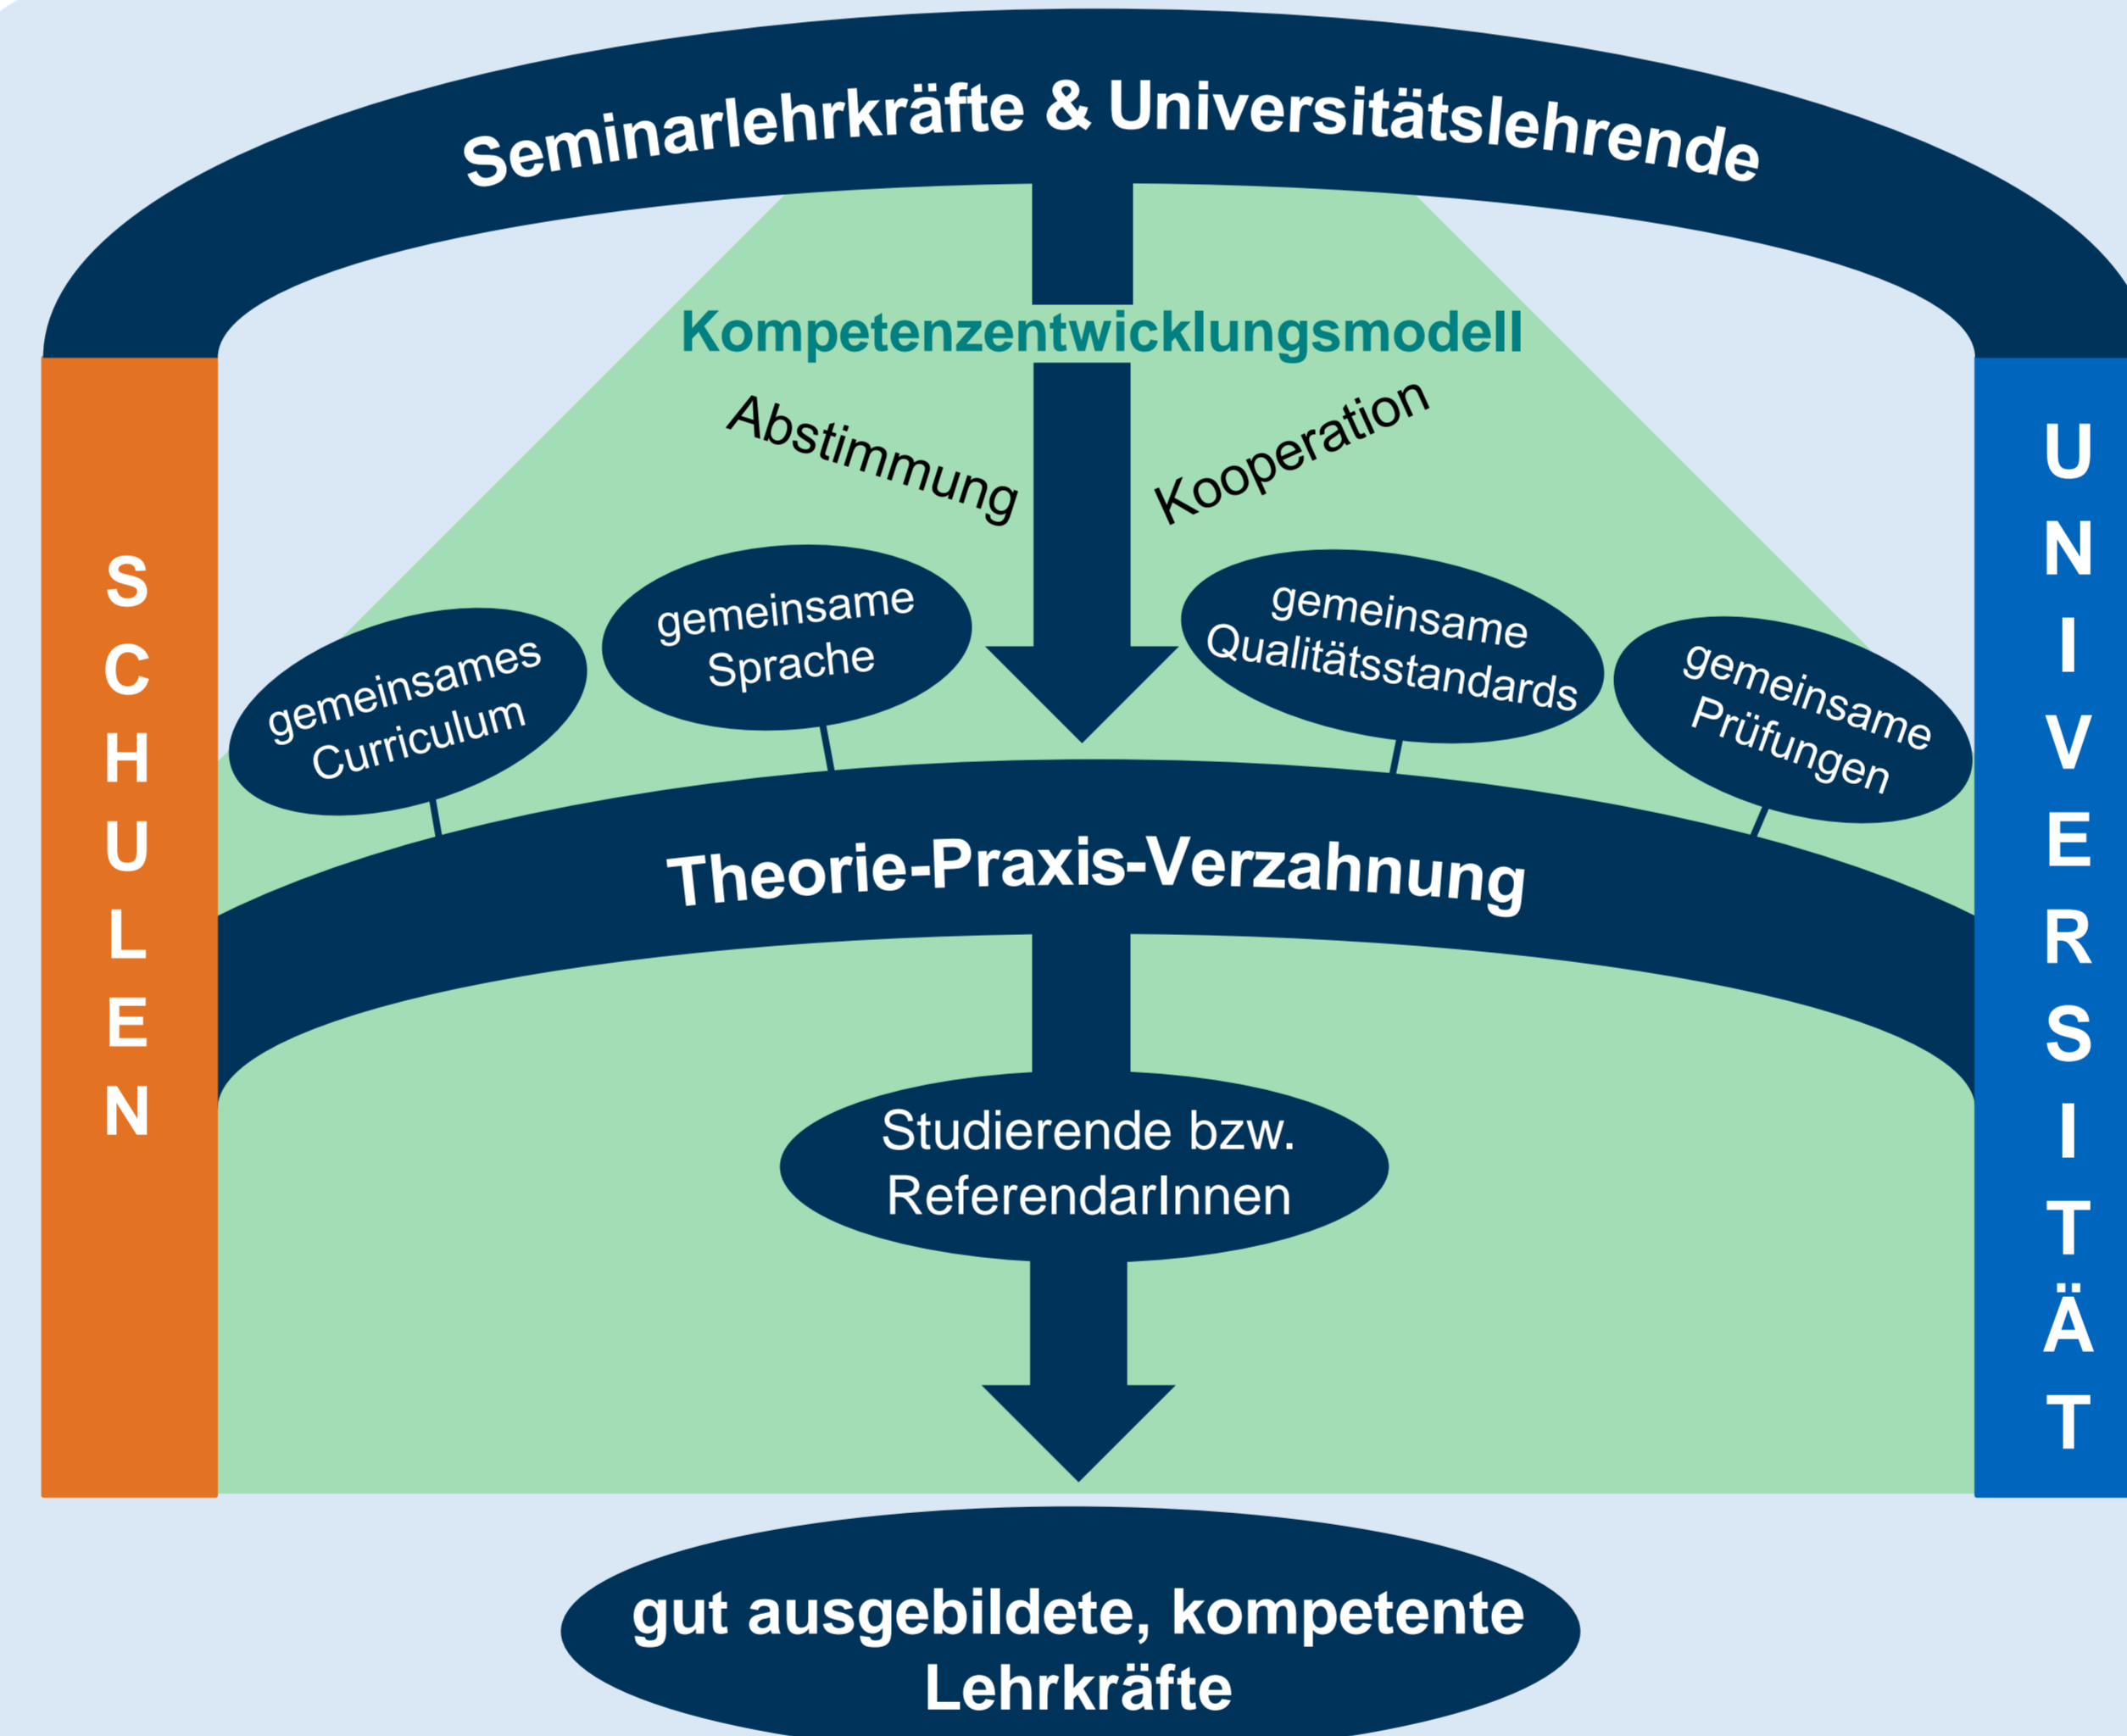 Seminarlehrkräfte & Universitätslehrende
Kompetenzentwicklungsmodell
Abstimmung
Kooperation
SCHULEN
UNIVERSITÄT
gemeinsames
Curriculum
gemeinsame
Sprache
gemeinsame
Qualitätsstandards
gemeinsame
Prüfungen
Theorie-Praxis-Verzahnung
Studierende bzw.
ReferendarInnen
gut ausgebildete, kompetente
Lehrkräfte